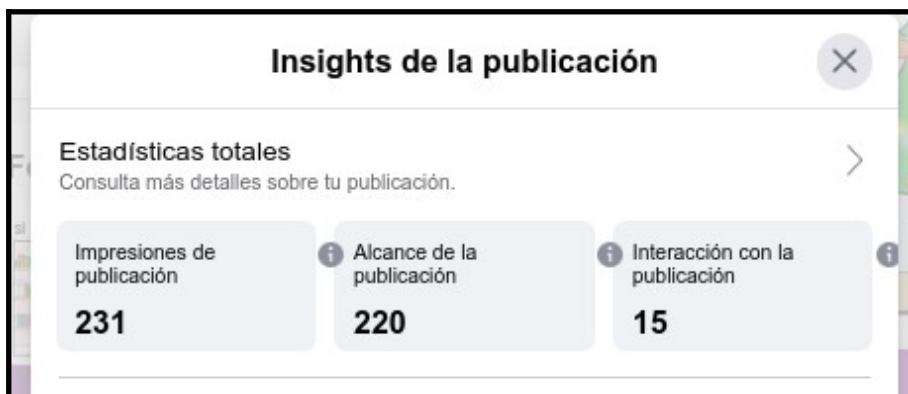 Insights de la publicación
Estadísticas totales
Consulta más detalles sobre tu publicación.
Impresiones de
publicación
231
Alcance de la
publicación
220
Interacción con la
publicación
15